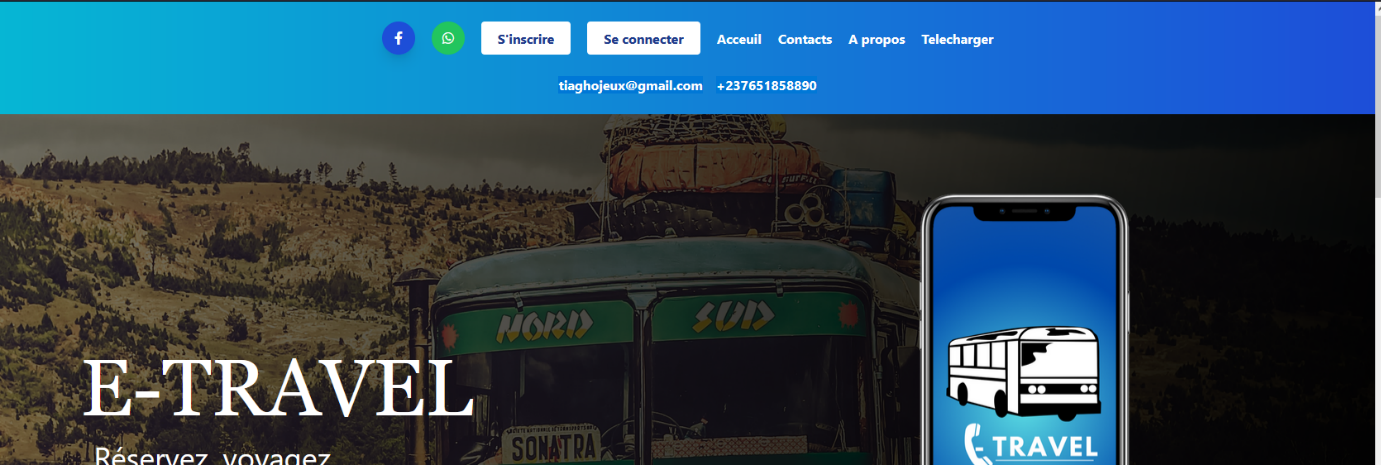 S'inscrire Se connecter Acceuil Contacts A propos Telecharger
tiaghojeux@gmail.com +237651858890
NORD SUD
E-TRAVEL
SONATRA
TRAVEL
Réservez, voyagez